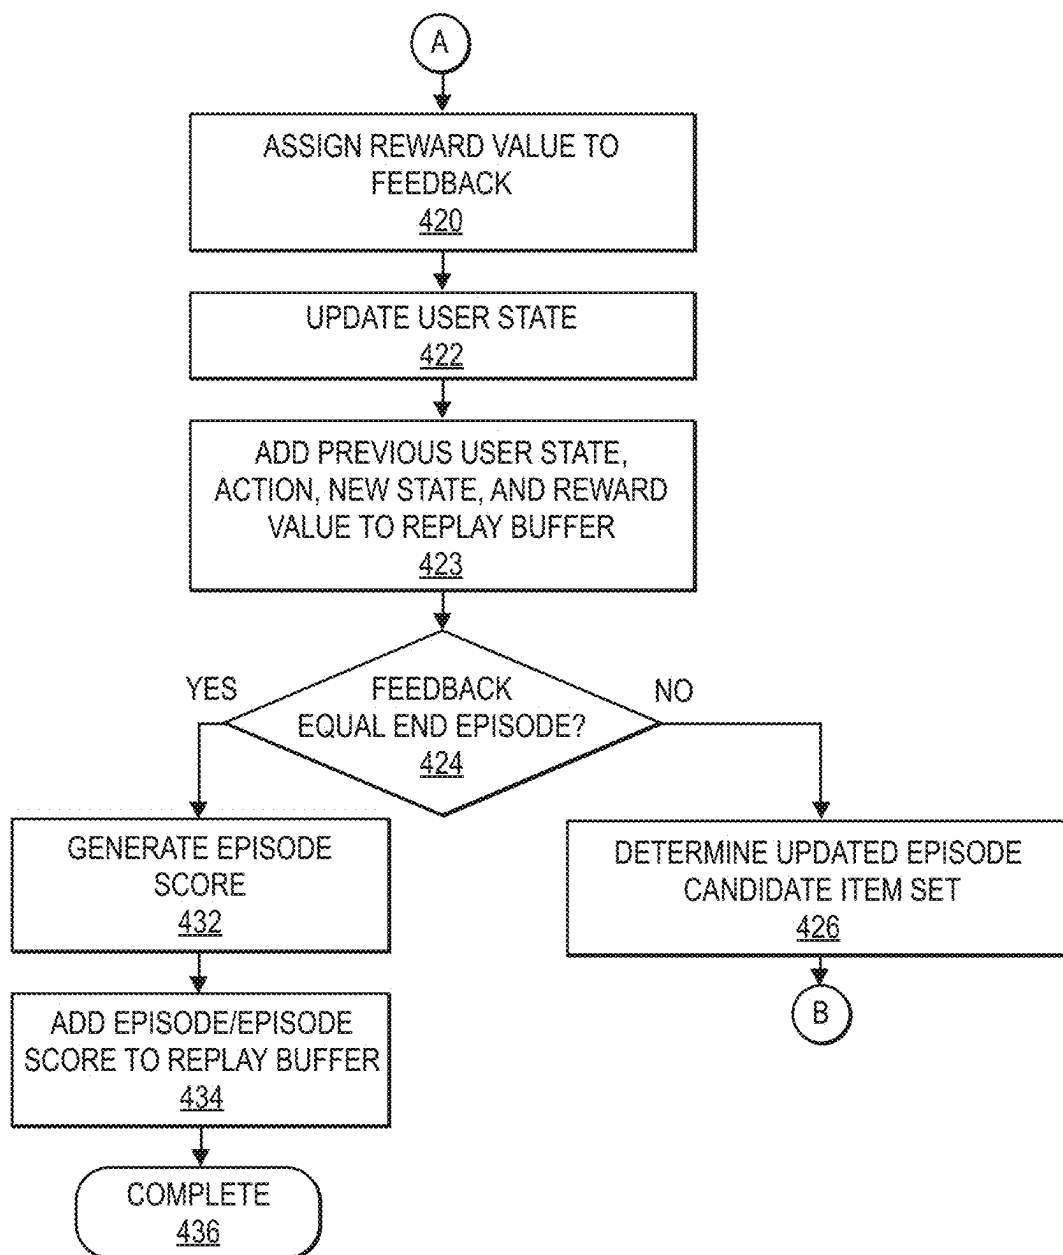 A
ASSIGN REWARD VALUE TO
FEEDBACK
420
UPDATE USER STATE
422
ADD PREVIOUS USER STATE,
ACTION, NEW STATE, AND REWARD
VALUE TO REPLAY BUFFER
423
YES
FEEDBACK
EQUAL END EPISODE?
424
NO
GENERATE EPISODE
SCORE
432
ADD EPISODE/EPISODE
SCORE TO REPLAY BUFFER
434
COMPLETE
436
DETERMINE UPDATED EPISODE
CANDIDATE ITEM SET
426
B